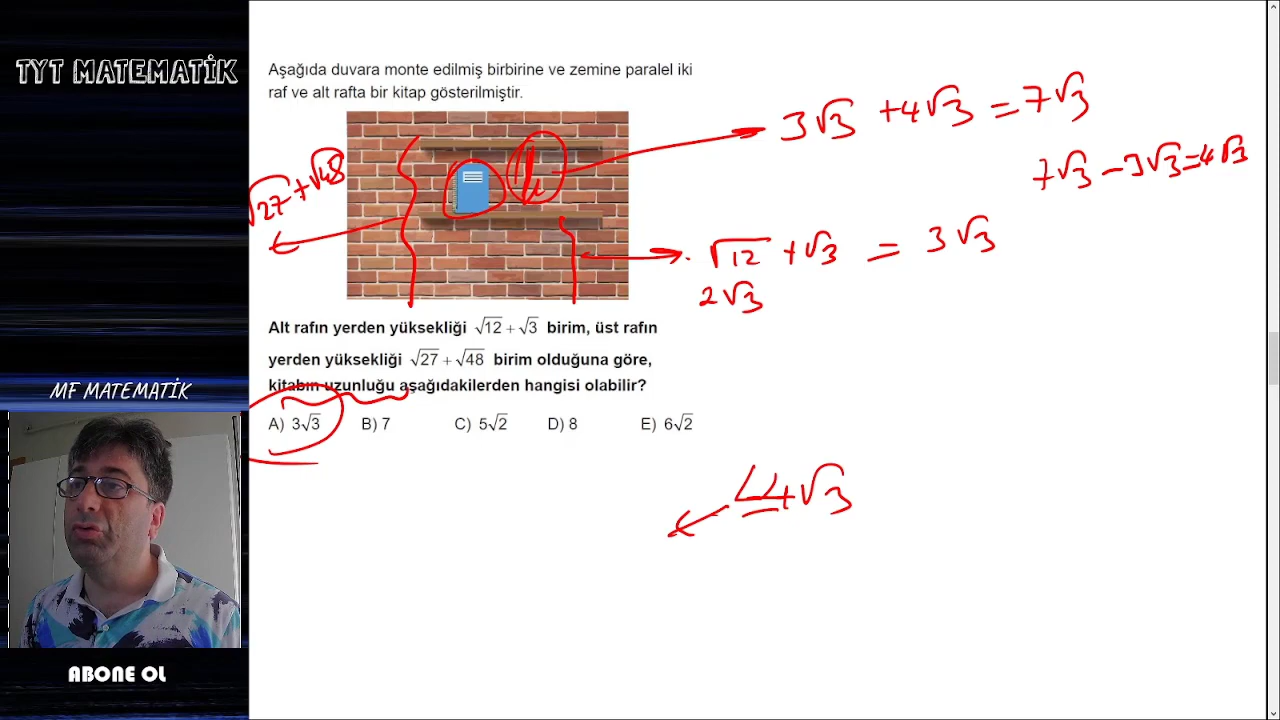 TYT MATEMATİK
Aşağıda duvara monte edilmiş birbirine ve zemine paralel iki
raf ve alt rafta bir kitap gösterilmiştir.
3√3 + 4√3 = 7√3
7√3 − 3√3 = 4√3
√27 + √48
√12 + √3 = 3√3
2√3
Alt rafın yerden yüksekliği √12 + √3 birim, üst rafın
yerden yüksekliği √27 + √48 birim olduğuna göre,
kitabın uzunluğu aşağıdakilerden hangisi olabilir?
A) 3√3 B) 7 C) 5√2 D) 8 E) 6√2
MF MATEMATİK
ABONE OL